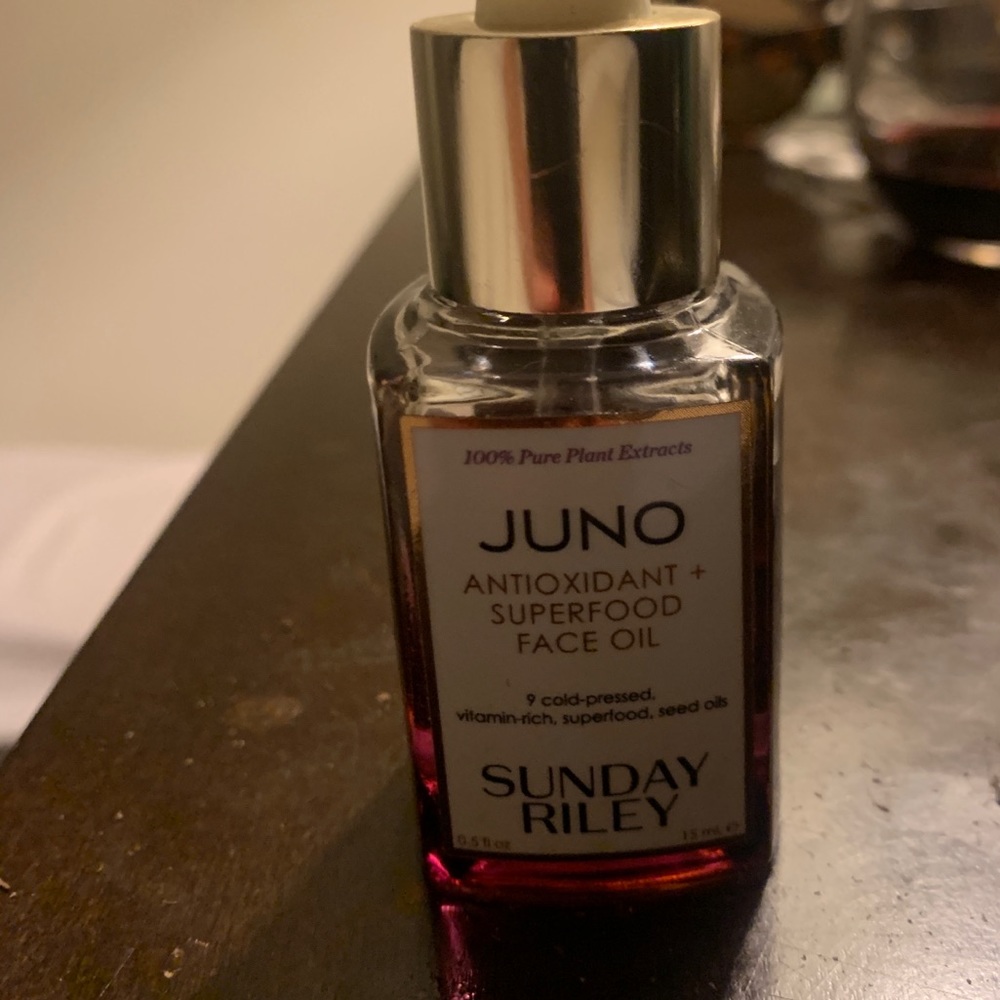 100% Pure Plant Extracts
JUNO
ANTIOXIDANT +
SUPERFOOD
FACE OIL
9 cold-pressed,
vitamin-rich, superfood, seed oils
SUNDAY
RILEY
0.5 fl oz 15 mL ℮